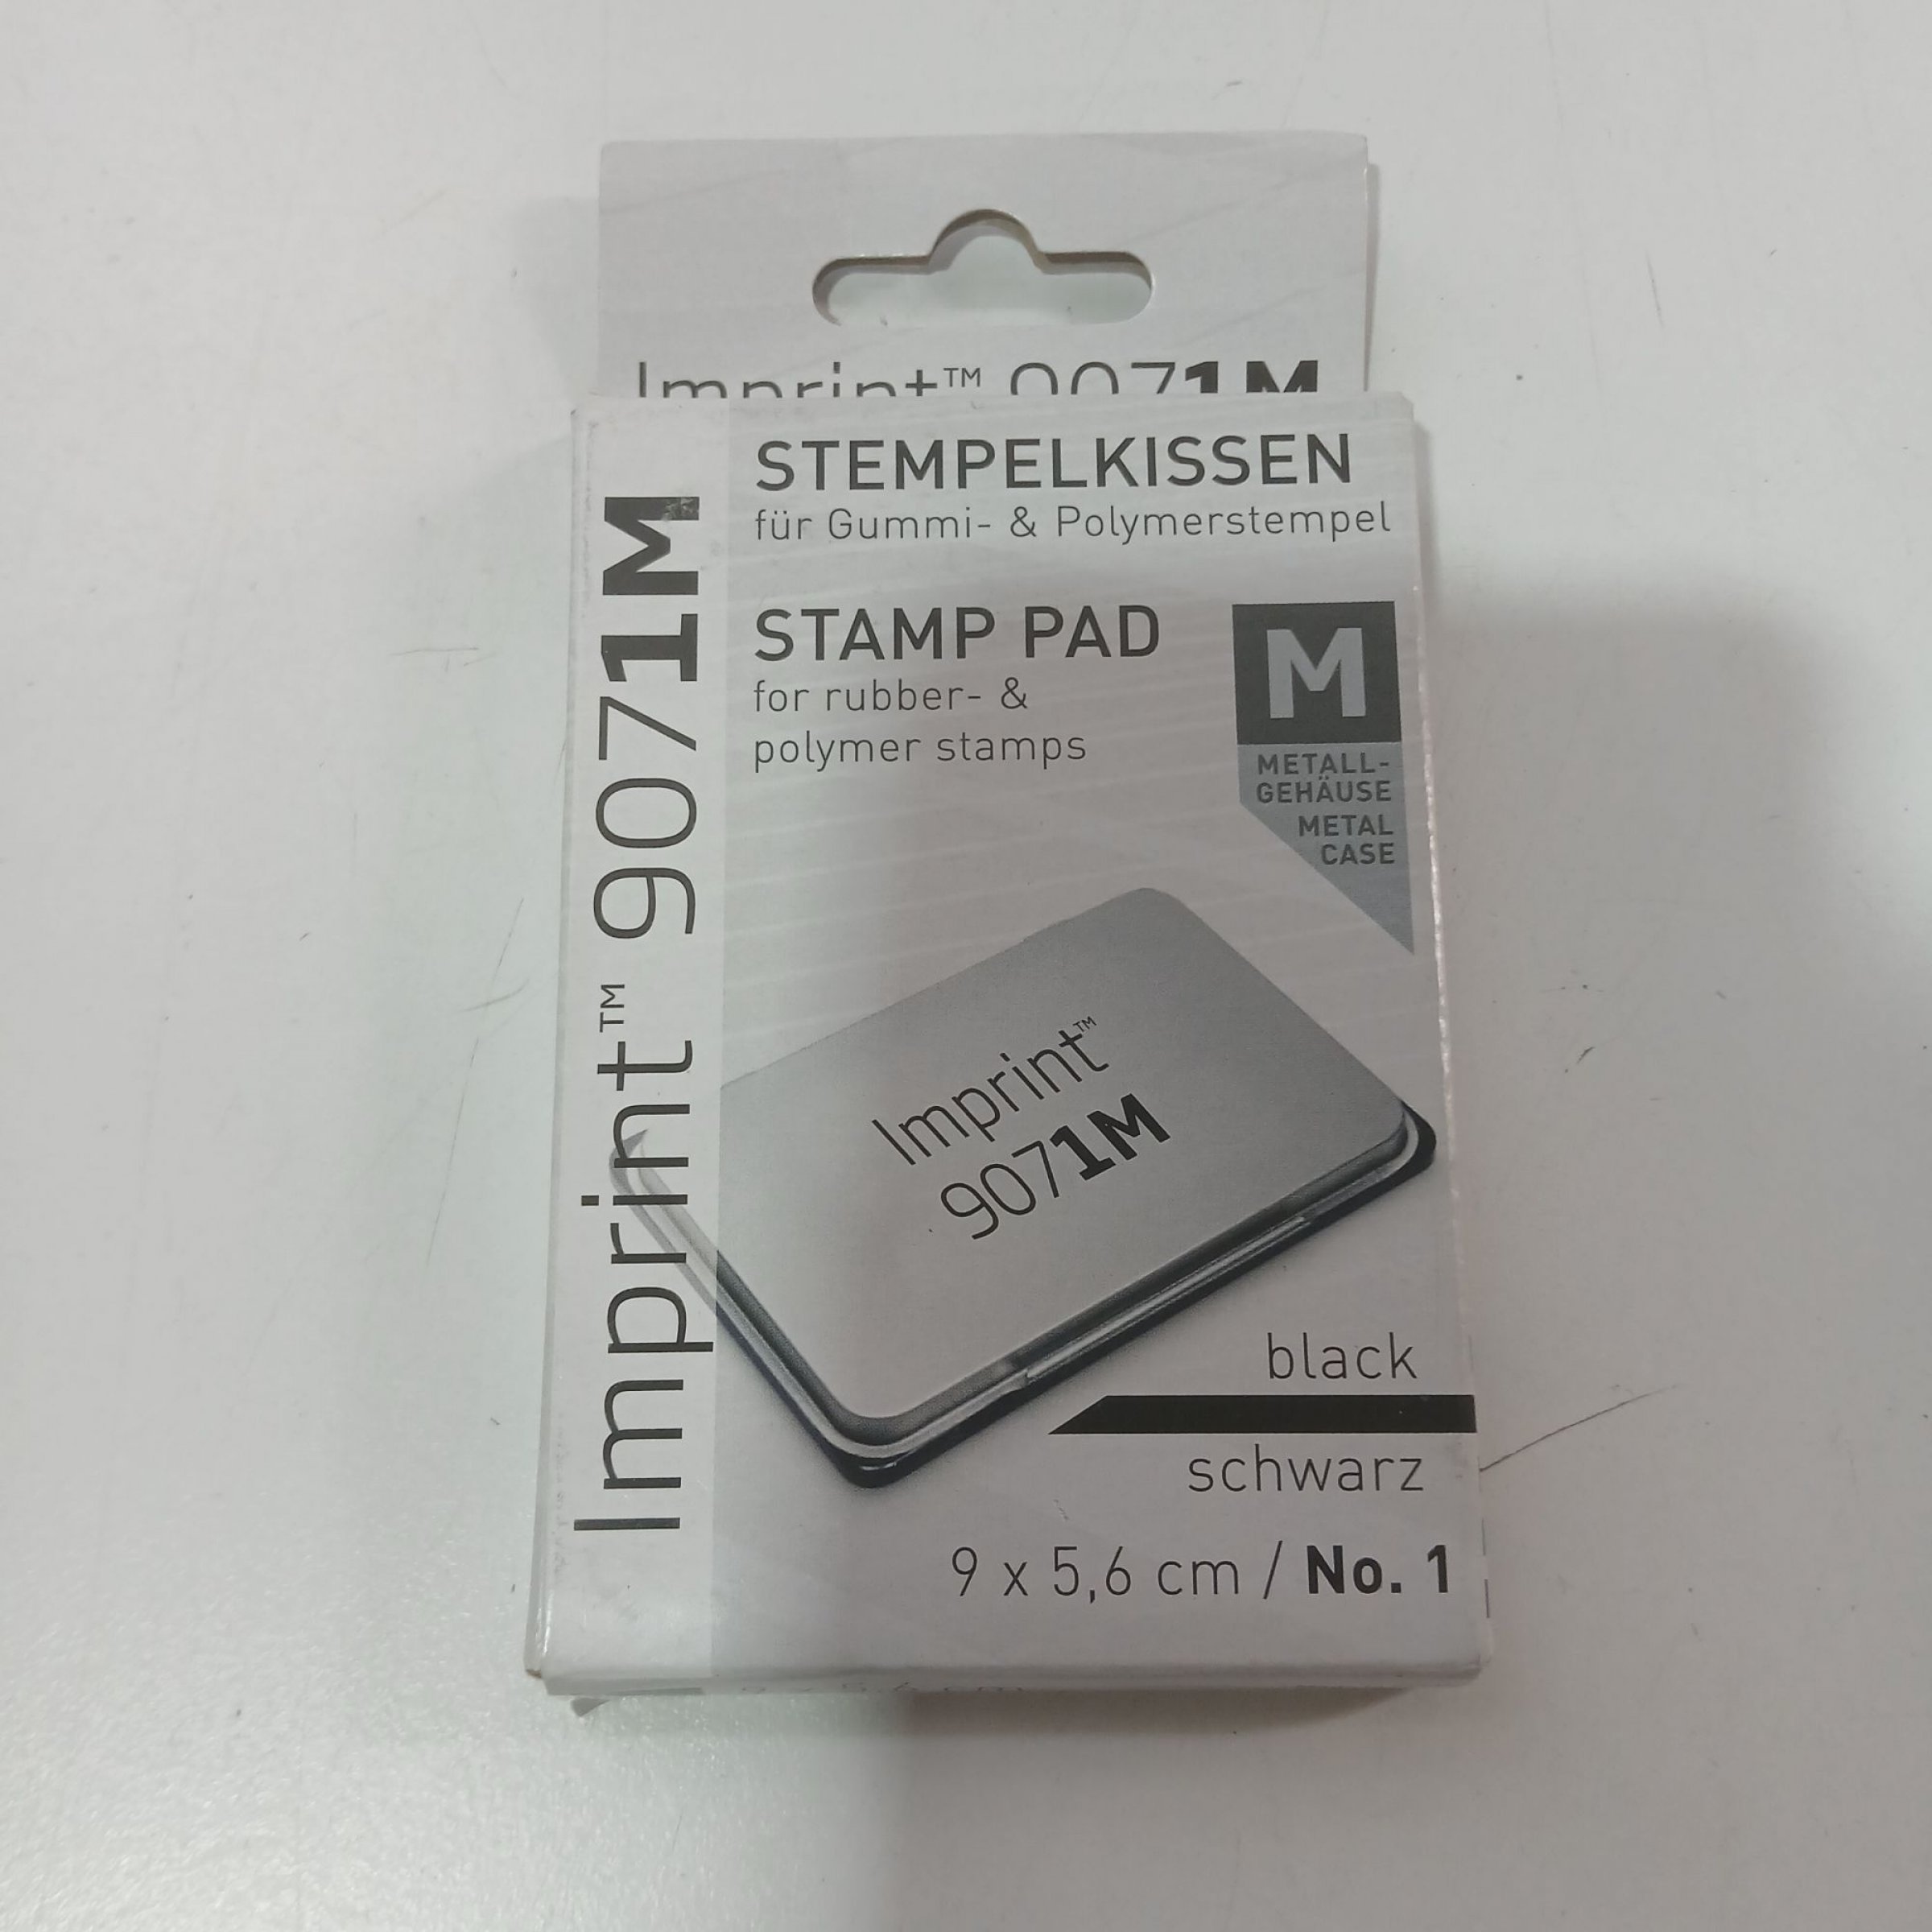 Imprint™ 9071M
STEMPELKISSEN
für Gummi- & Polymerstempel
STAMP PAD
for rubber- &
polymer stamps
M
METALL-
GEHÄUSE
METAL
CASE
Imprint™ 9071M
Imprint™
9071M
black
schwarz
9 x 5,6 cm / No. 1